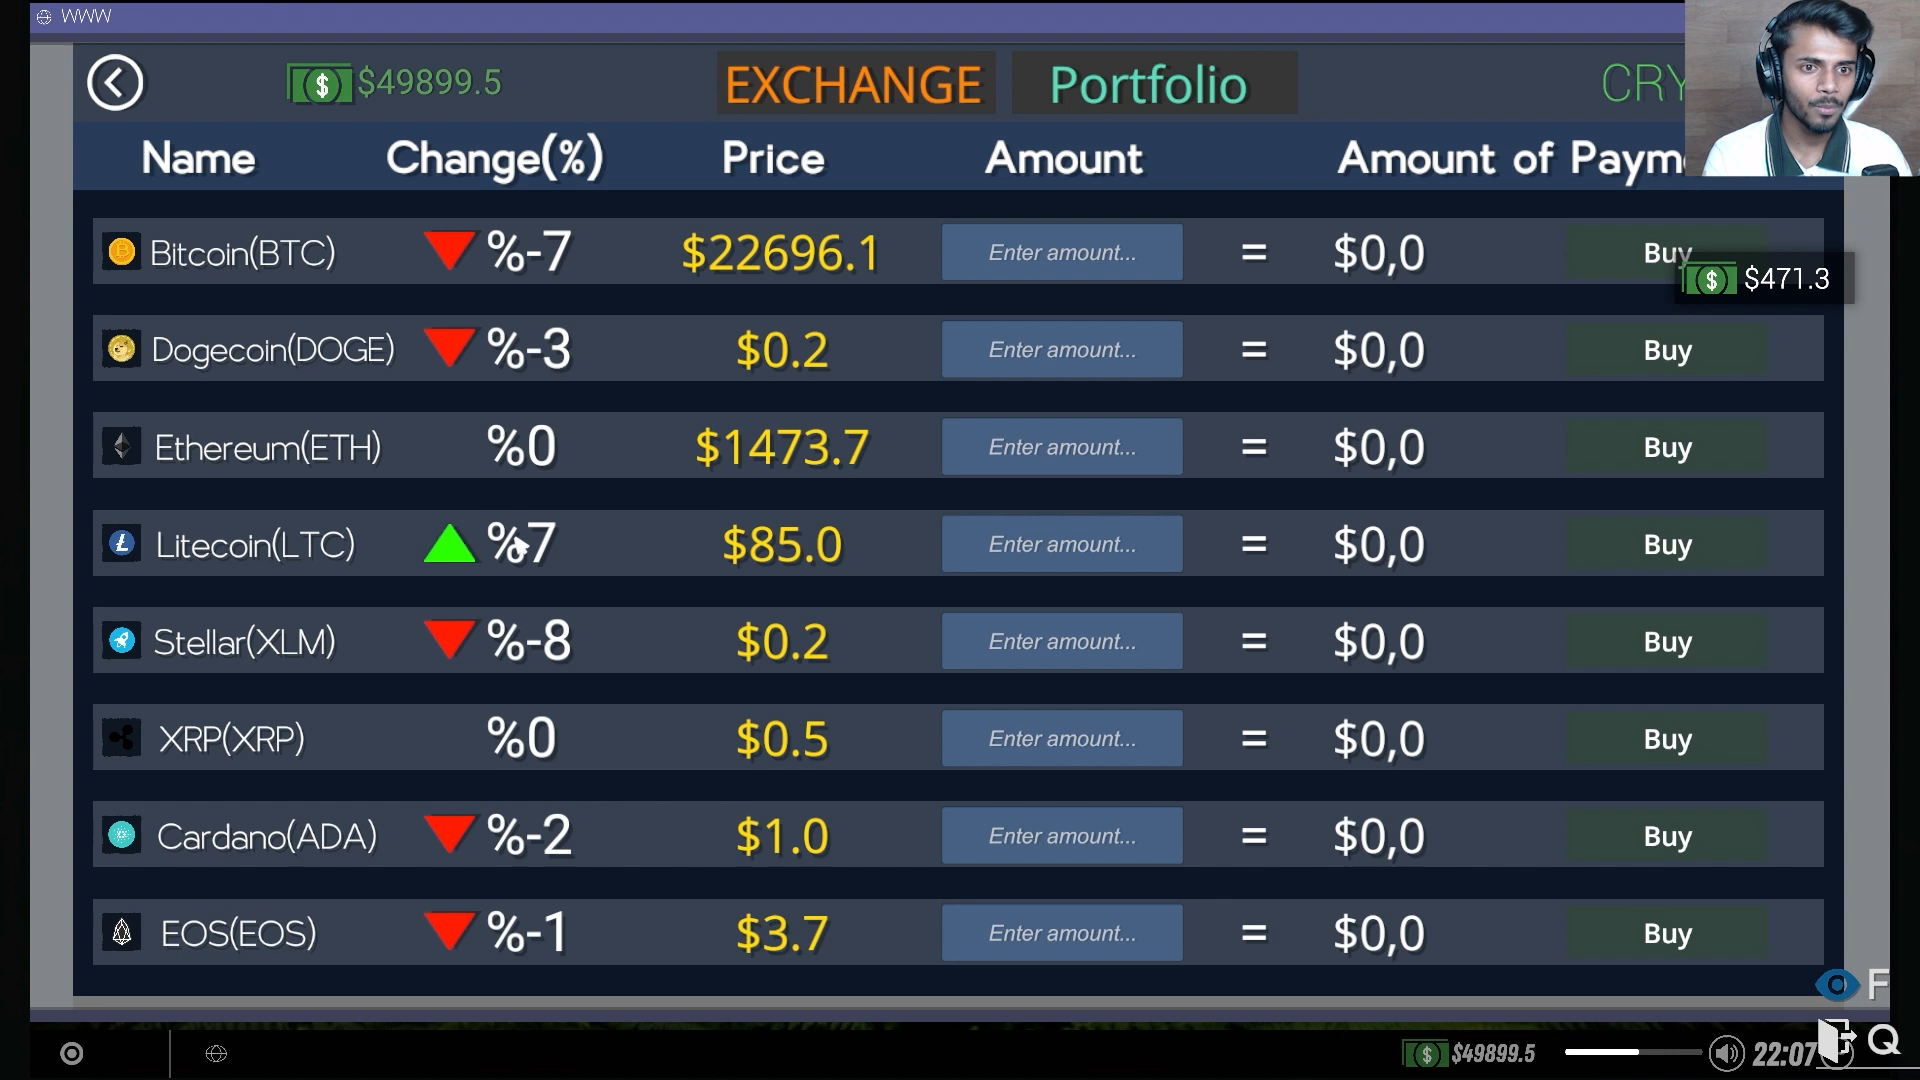 WWW
$49899.5 EXCHANGE Portfolio CRY
Name Change(%) Price Amount Amount of Paym
Bitcoin(BTC) %-7 $22696.1 Enter amount... = $0,0 Buy
$471.3
Dogecoin(DOGE) %-3 $0.2 Enter amount... = $0,0 Buy
Ethereum(ETH) %0 $1473.7 Enter amount... = $0,0 Buy
Litecoin(LTC) %7 $85.0 Enter amount... = $0,0 Buy
Stellar(XLM) %-8 $0.2 Enter amount... = $0,0 Buy
XRP(XRP) %0 $0.5 Enter amount... = $0,0 Buy
Cardano(ADA) %-2 $1.0 Enter amount... = $0,0 Buy
EOS(EOS) %-1 $3.7 Enter amount... = $0,0 Buy
F
$49899.5 22:07 Q